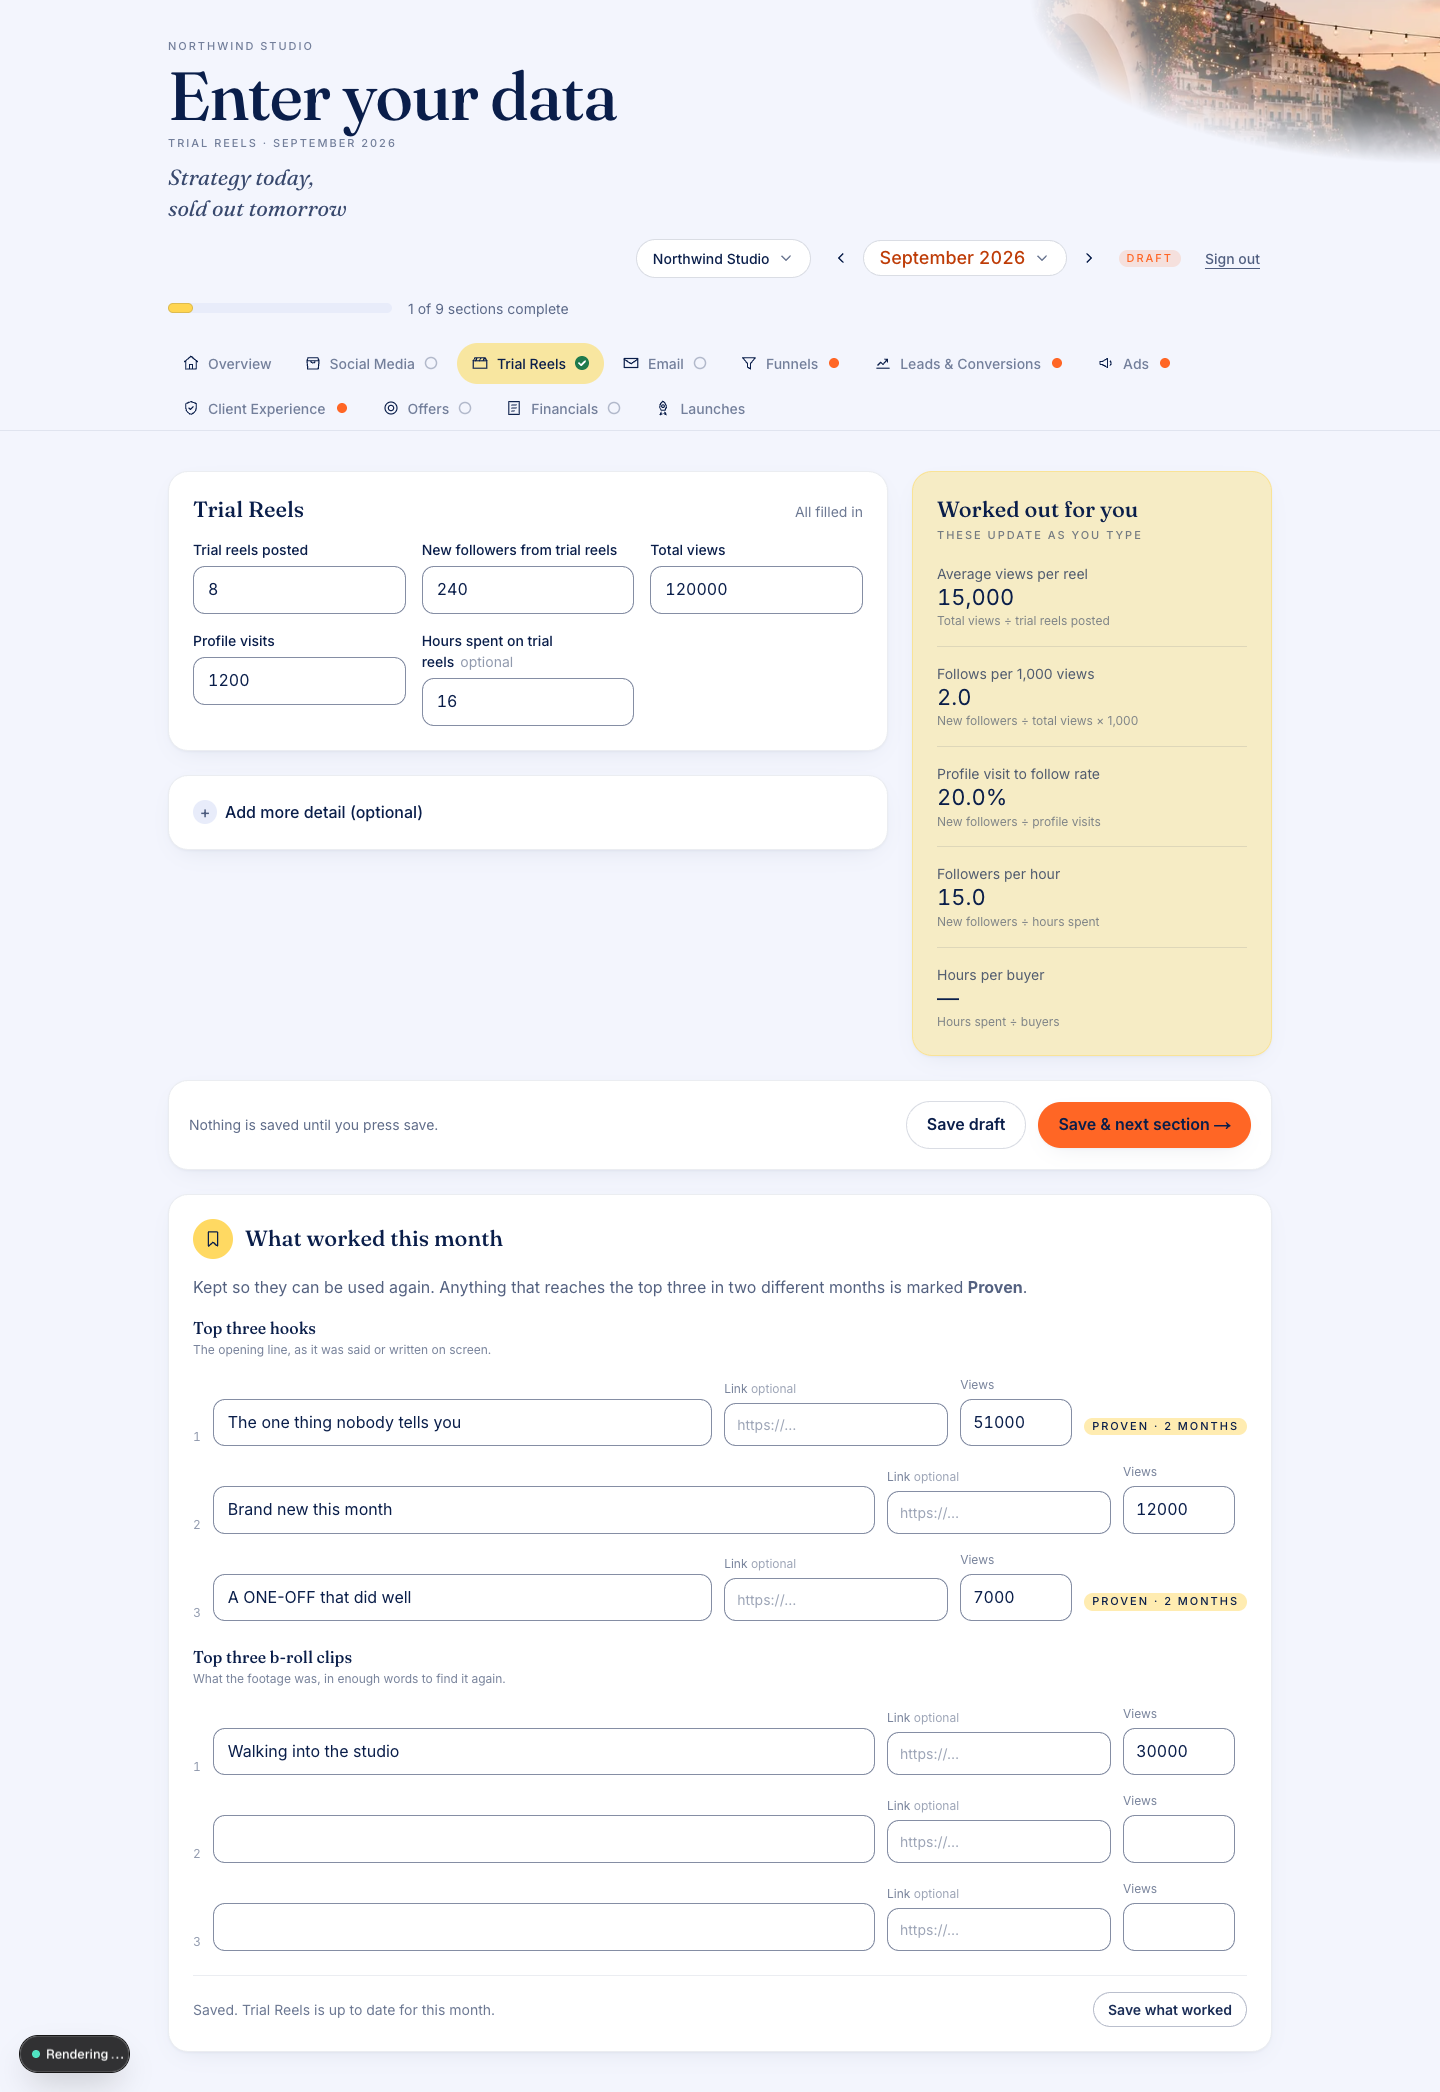 NORTHWIND STUDIO
Enter your data
TRIAL REELS · SEPTEMBER 2026
Strategy today,
sold out tomorrow
Northwind Studio
September 2026
DRAFT
Sign out
1 of 9 sections complete
Overview
Social Media
Trial Reels
Email
Funnels
Leads & Conversions
Ads
Client Experience
Offers
Financials
Launches
Trial Reels
All filled in
Trial reels posted
New followers from trial reels
Total views
8
240
120000
Profile visits
Hours spent on trial
reels optional
1200
16
+ Add more detail (optional)
Worked out for you
THESE UPDATE AS YOU TYPE
Average views per reel
15,000
Total views ÷ trial reels posted
Follows per 1,000 views
2.0
New followers ÷ total views × 1,000
Profile visit to follow rate
20.0%
New followers ÷ profile visits
Followers per hour
15.0
New followers ÷ hours spent
Hours per buyer
—
Hours spent ÷ buyers
Nothing is saved until you press save.
Save draft
Save & next section →
What worked this month
Kept so they can be used again. Anything that reaches the top three in two different months is marked Proven.
Top three hooks
The opening line, as it was said or written on screen.
Link optional
Views
1
The one thing nobody tells you
https://...
51000
PROVEN · 2 MONTHS
Link optional
Views
2
Brand new this month
https://...
12000
Link optional
Views
3
A ONE-OFF that did well
https://...
7000
PROVEN · 2 MONTHS
Top three b-roll clips
What the footage was, in enough words to find it again.
Link optional
Views
1
Walking into the studio
https://...
30000
Link optional
Views
2
https://...
Link optional
Views
3
https://...
Saved. Trial Reels is up to date for this month.
Save what worked
Rendering ...